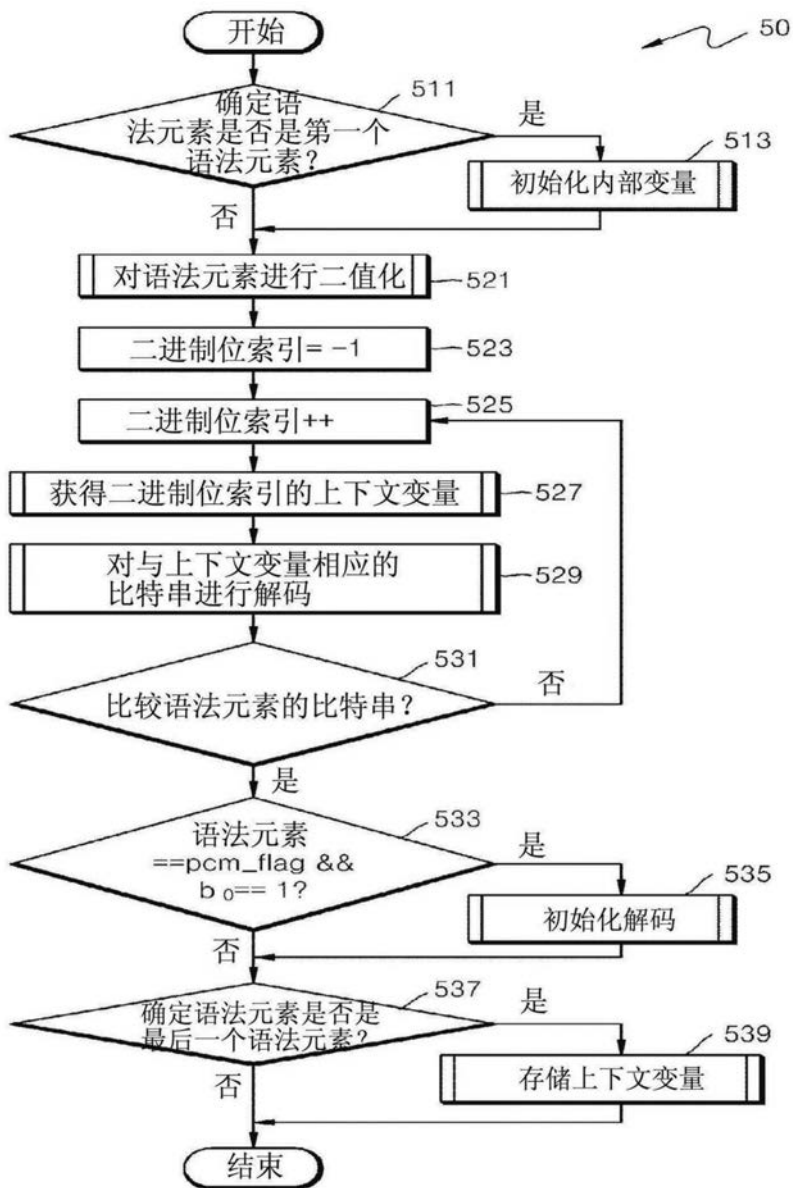 开始
50
511
确定语
法元素是否是第一个
语法元素？
是
513
初始化内部变量
否
对语法元素进行二值化
521
二进制位索引= -1
523
二进制位索引++
525
获得二进制位索引的上下文变量
527
对与上下文变量相应的
比特串进行解码
529
531
比较语法元素的比特串？
否
是
533
语法元素
==pcm_flag &&
b 0== 1?
是
535
初始化解码
否
537
确定语法元素是否是
最后一个语法元素？
是
539
存储上下文变量
否
结束